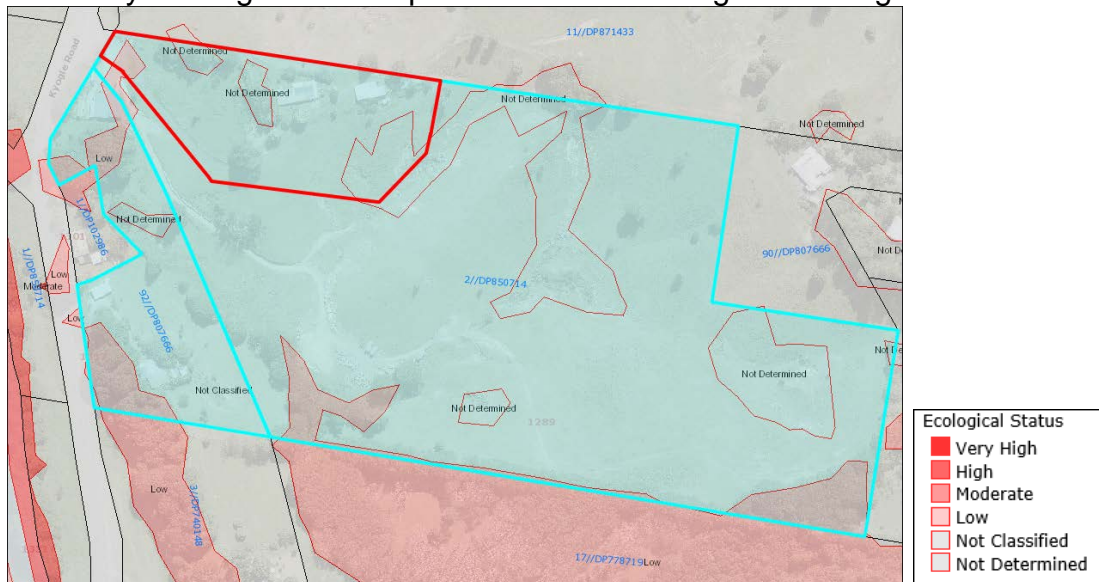 11//DP871433
Kyogle Road
Not Determined
Not Determined
Not Determined
Not Determined
Low
1//DP102986
Not Determined
90//DP807666
2//DP850714
Low
Moderate
1//DP850714
92//DP807666
Low
Not Determined
Not Classified
Not Determined
1289
Low
3//DP740148
17//DP778719
Low
Ecological Status
Very High
High
Moderate
Low
Not Classified
Not Determined